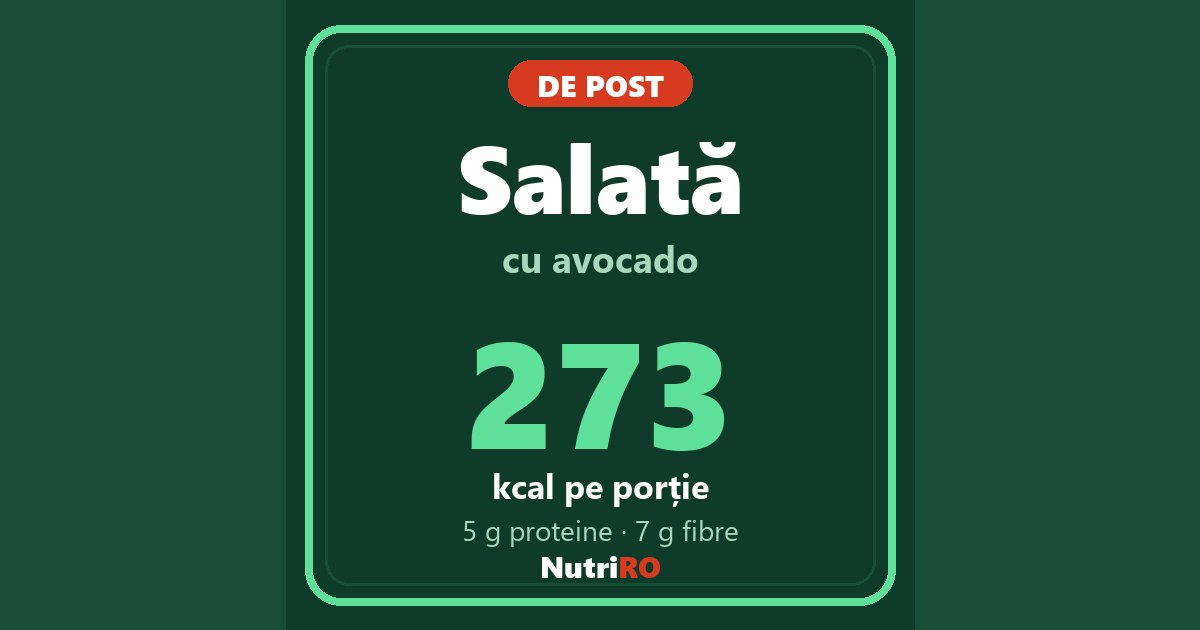 DE POST
Salată
cu avocado
273
kcal pe porție
5 g proteine · 7 g fibre
NutriRO